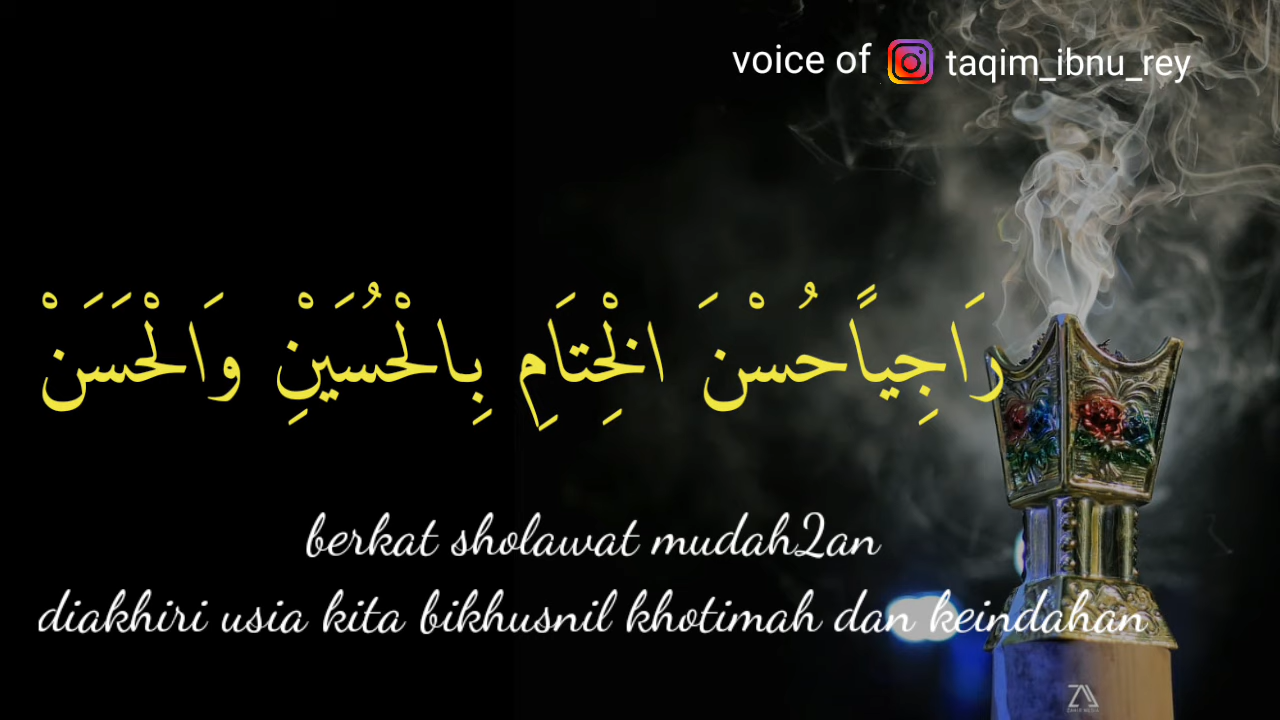 voice of taqim_ibnu_rey
رَاجِياًحُسْنَ الْخِتَامِ بِالْحُسَيْنِ وَالْحَسَنْ
berkat sholawat mudah2an
diakhiri usia kita bikhusnil khotimah dan keindahan